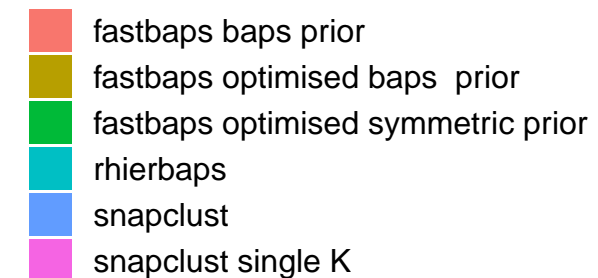 fastbaps baps prior
fastbaps optimised baps  prior
fastbaps optimised symmetric prior
rhierbaps
snapclust
snapclust single K